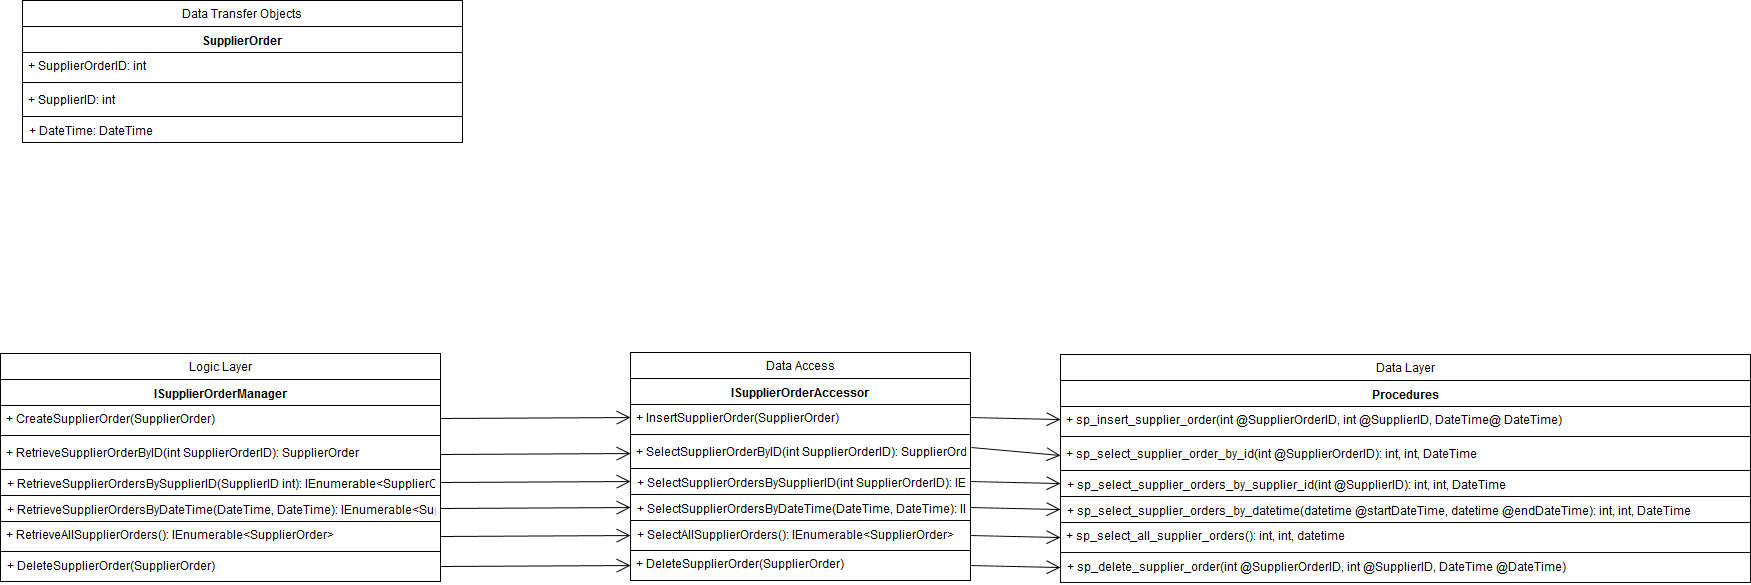 Data Transfer Objects
SupplierOrder
+ SupplierOrderID: int
+ SupplierID: int
+ DateTime: DateTime
Logic Layer
ISupplierOrderManager
+ CreateSupplierOrder(SupplierOrder)
+ RetrieveSupplierOrderByID(int SupplierOrderID): SupplierOrder
+ RetrieveSupplierOrdersBySupplierID(SupplierID int): IEnumerable<SupplierO
+ RetrieveSupplierOrdersByDateTime(DateTime, DateTime): IEnumerable<Su
+ RetrieveAllSupplierOrders(): IEnumerable<SupplierOrder>
+ DeleteSupplierOrder(SupplierOrder)
Data Access
ISupplierOrderAccessor
+ InsertSupplierOrder(SupplierOrder)
+ SelectSupplierOrderByID(int SupplierOrderID): SupplierOrd
+ SelectSupplierOrdersBySupplierID(int SupplierOrderID): IE
+ SelectSupplierOrdersByDateTime(DateTime, DateTime): II
+ SelectAllSupplierOrders(): IEnumerable<SupplierOrder>
+ DeleteSupplierOrder(SupplierOrder)
Data Layer
Procedures
+ sp_insert_supplier_order(int @SupplierOrderID, int @SupplierID, DateTime@ DateTime)
+ sp_select_supplier_order_by_id(int @SupplierOrderID): int, int, DateTime
+ sp_select_supplier_orders_by_supplier_id(int @SupplierID): int, int, DateTime
+ sp_select_supplier_orders_by_datetime(datetime @startDateTime, datetime @endDateTime): int, int, DateTime
+ sp_select_all_supplier_orders(): int, int, datetime
+ sp_delete_supplier_order(int @SupplierOrderID, int @SupplierID, DateTime @DateTime)